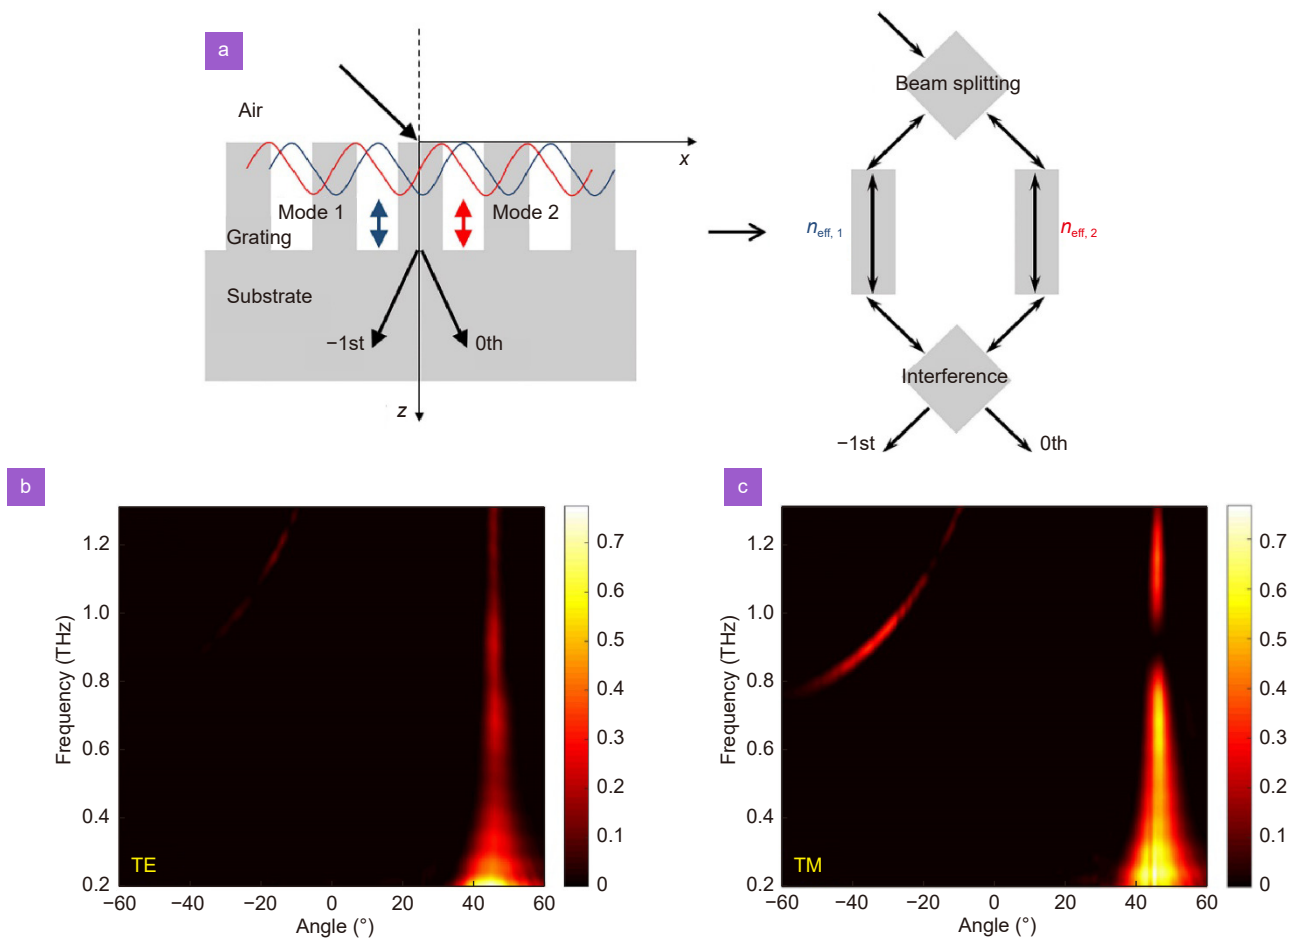 a
Air
x
Mode 1
Mode 2
Grating
Substrate
−1st
0th
z
Beam splitting
neff, 1
neff, 2
Interference
−1st
0th
b
Frequency (THz)
1.2
1.0
0.8
0.6
0.4
0.2
TE
−60
−40
−20
0
20
40
60
Angle (°)
0.7
0.6
0.5
0.4
0.3
0.2
0.1
0
c
Frequency (THz)
1.2
1.0
0.8
0.6
0.4
0.2
TM
−60
−40
−20
0
20
40
60
Angle (°)
0.7
0.6
0.5
0.4
0.3
0.2
0.1
0